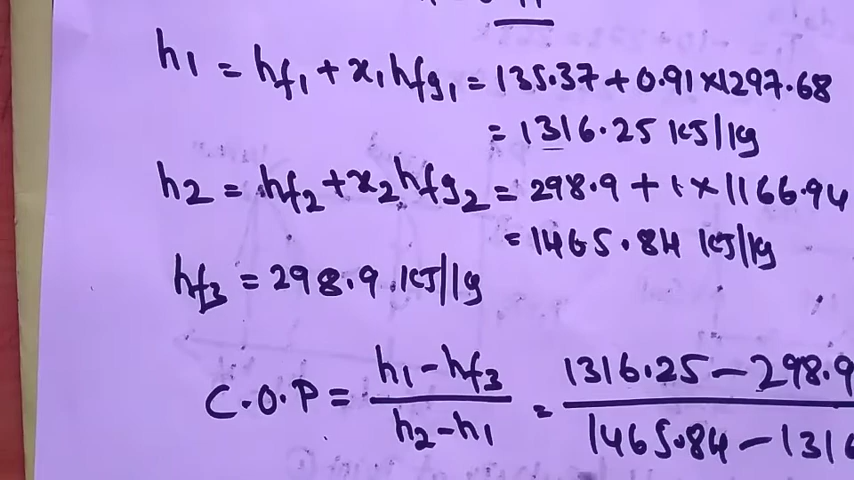 h1 = hf1 + x1 hfg1 = 135.37 + 0.91 × 1297.68
= 1316.25 kJ/kg
h2 = hf2 + x2 hfg2 = 298.9 + 1 × 1166.94
= 1465.84 kJ/kg
hf3 = 298.9 kJ/kg
C.O.P = h1 - hf3 / h2 - h1 = 1316.25 - 298.9 / 1465.84 - 1316